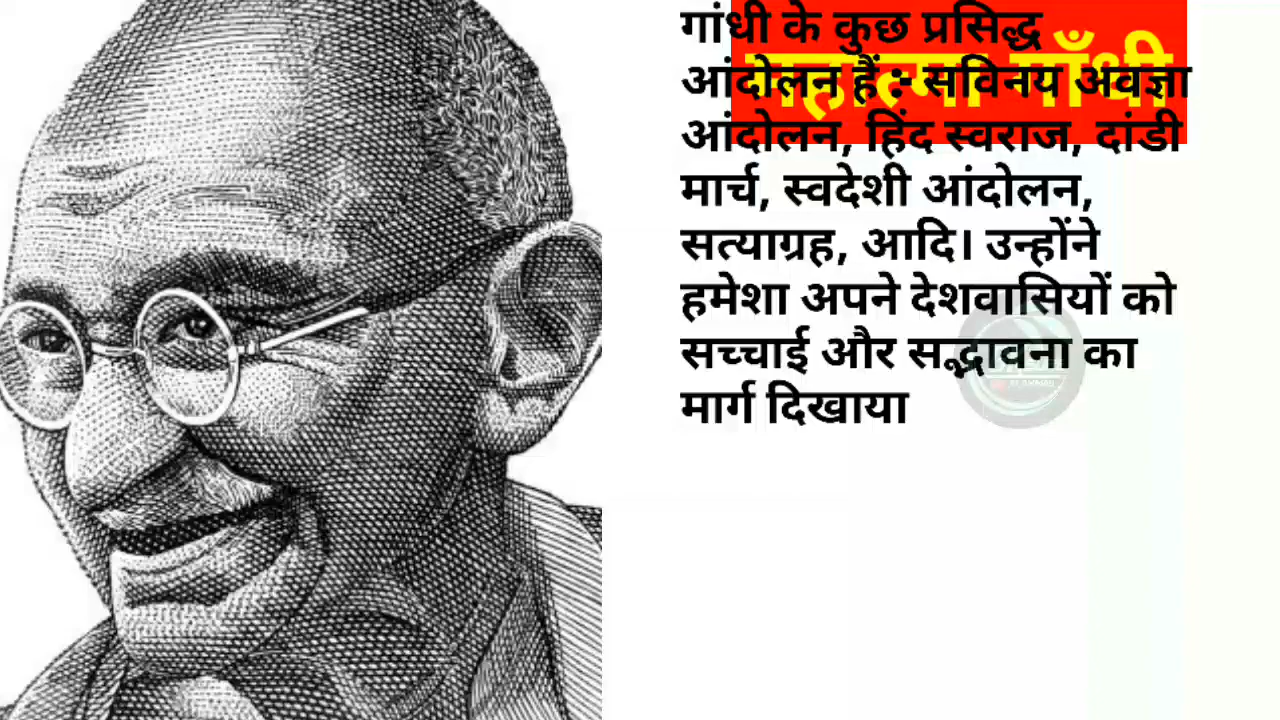 गांधी के कुछ प्रसिद्ध
आंदोलन हैं :- सविनय अवज्ञा
आंदोलन, हिंद स्वराज, दांडी
मार्च, स्वदेशी आंदोलन,
सत्याग्रह, आदि। उन्होंने
हमेशा अपने देशवासियों को
सच्चाई और सद्भावना का
मार्ग दिखाया
महात्मा गाँधी